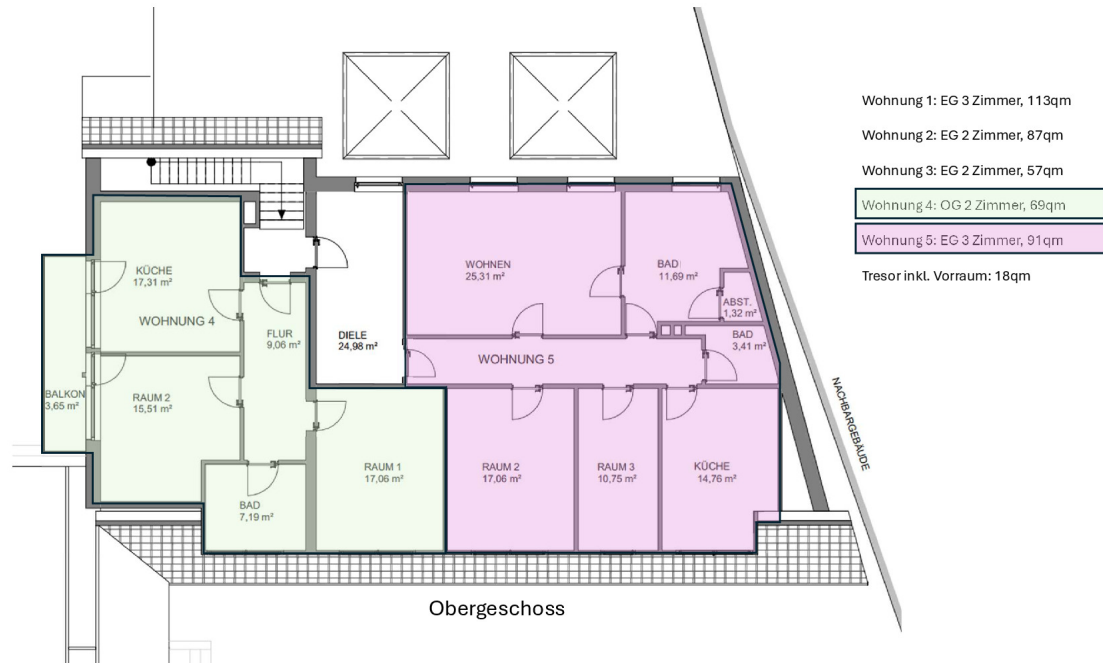 Wohnung 1: EG 3 Zimmer, 113qm
Wohnung 2: EG 2 Zimmer, 87qm
Wohnung 3: EG 2 Zimmer, 57qm
Wohnung 4: OG 2 Zimmer, 69qm
Wohnung 5: EG 3 Zimmer, 91qm
Tresor inkl. Vorraum: 18qm
KÜCHE
17,31 m²
WOHNUNG 4
FLUR
9,06 m²
BALKON
3,65 m²
RAUM 2
15,51 m²
BAD
7,19 m²
RAUM 1
17,06 m²
DIELE
24,98 m²
WOHNEN
25,31 m²
BAD
11,69 m²
ABST.
1,32 m²
BAD
3,41 m²
WOHNUNG 5
RAUM 2
17,06 m²
RAUM 3
10,75 m²
KÜCHE
14,76 m²
NACHBARGEBÄUDE
Obergeschoss